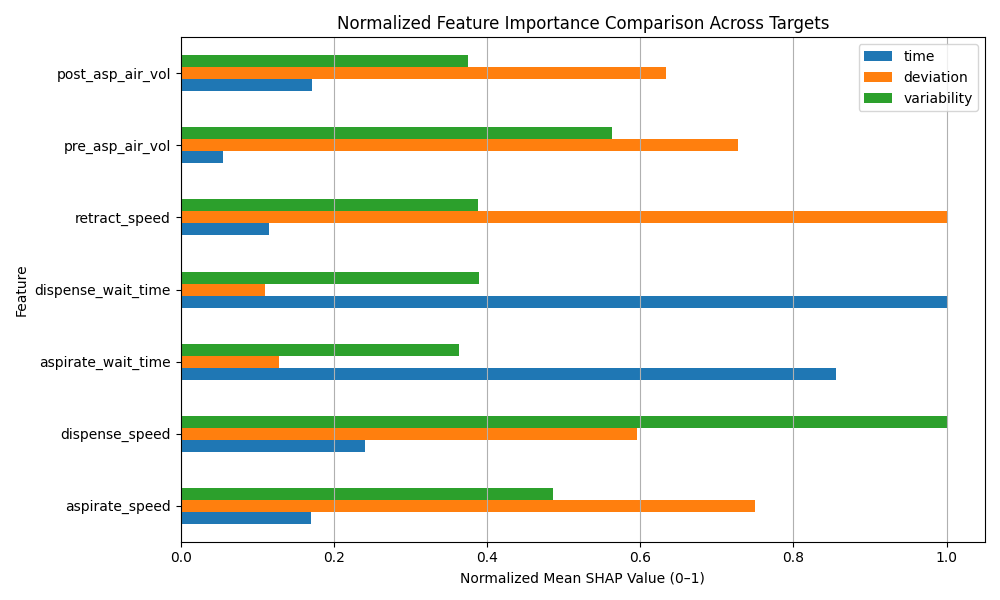 Normalized Feature Importance Comparison Across Targets
time
deviation
variability
post_asp_air_vol
pre_asp_air_vol
retract_speed
dispense_wait_time
aspirate_wait_time
dispense_speed
aspirate_speed
Feature
0.0 0.2 0.4 0.6 0.8 1.0
Normalized Mean SHAP Value (0–1)